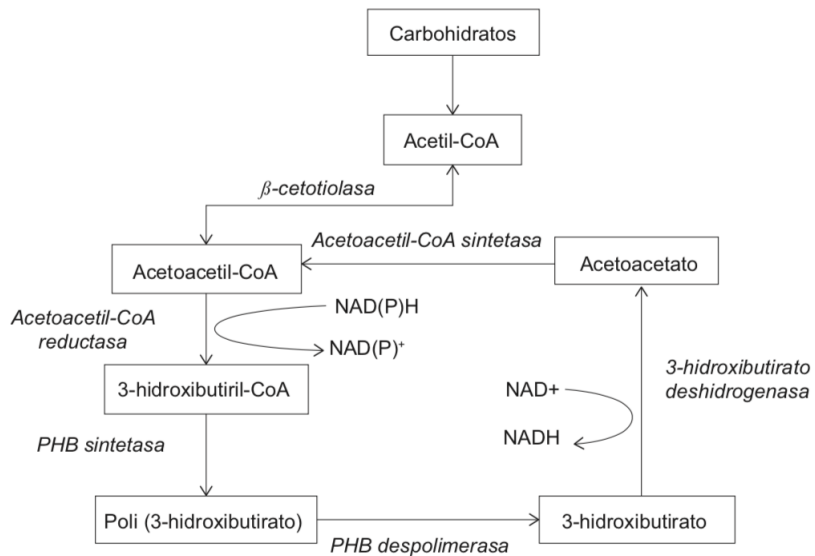 Carbohidratos
Acetil-CoA
β-cetotiolasa
Acetoacetil-CoA sintetasa
Acetoacetil-CoA
Acetoacetato
Acetoacetil-CoA
reductasa
NAD(P)H
NAD(P)⁺
3-hidroxibutiril-CoA
3-hidroxibutirato
deshidrogenasa
NAD+
NADH
PHB sintetasa
Poli (3-hidroxibutirato)
3-hidroxibutirato
PHB despolimerasa